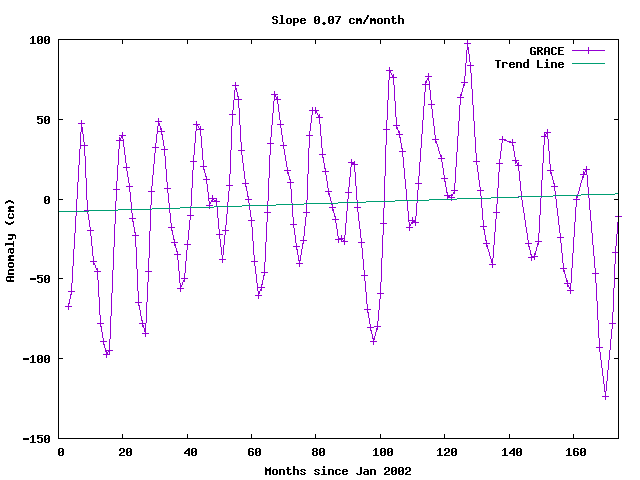 Slope 0.07 cm/month
GRACE
Trend Line
100
50
0
-50
-100
-150
Anomaly (cm)
0 20 40 60 80 100 120 140 160
Months since Jan 2002